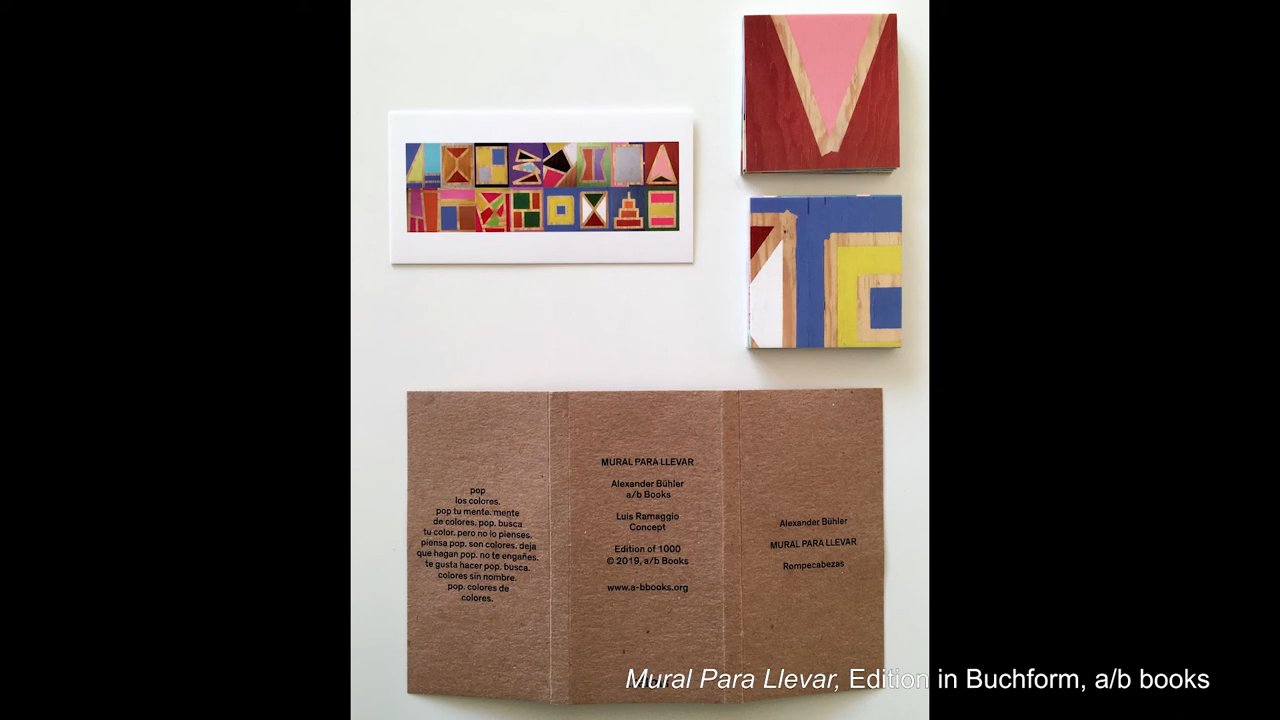 pop
los colores.
pop tu mente. mente
de colores. pop. busca
tu color. pero no lo pienses.
piensa pop. son colores. deja
que hagan pop. no te engañes.
te gusta hacer pop. busca.
colores sin nombre.
pop. colores de
colores.
MURAL PARA LLEVAR
Alexander Bühler
a/b Books
Luis Ramaggio
Concept
Edition of 1000
© 2019, a/b Books
www.a-bbooks.org
Alexander Bühler
MURAL PARA LLEVAR
Rompecabezas
Mural Para Llevar, Edition in Buchform, a/b books